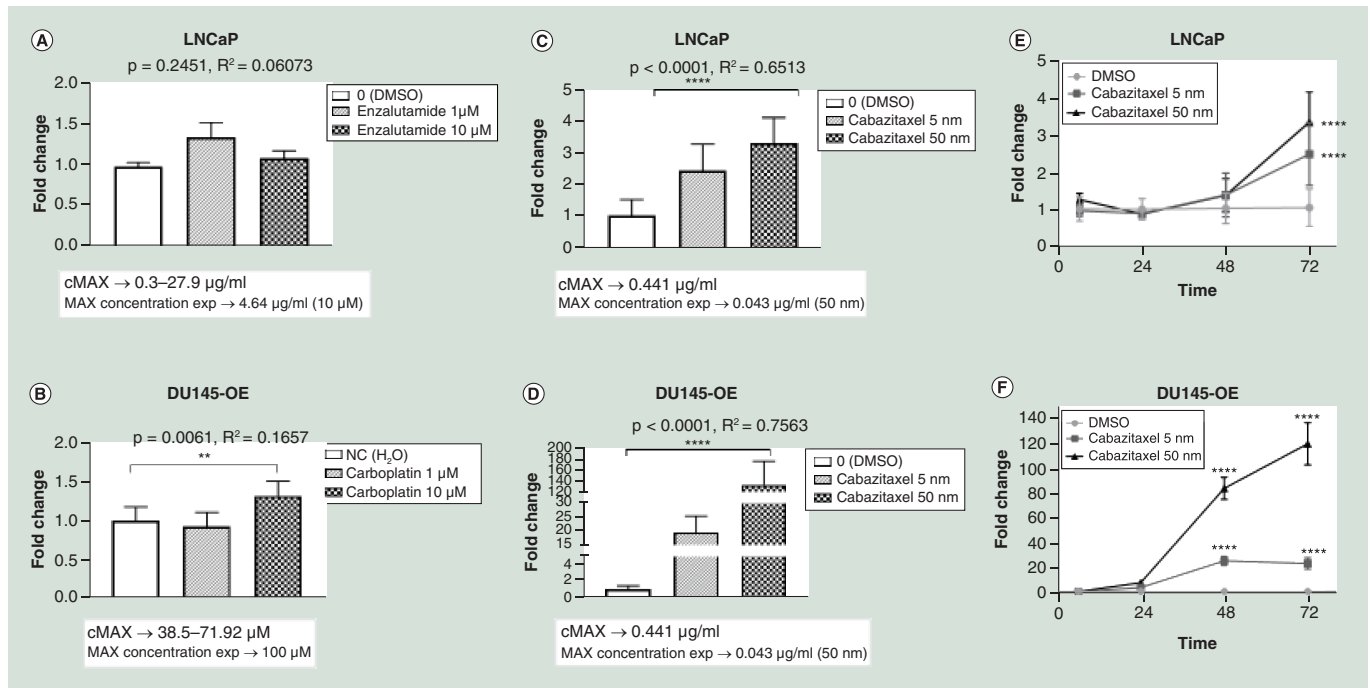 A
LNCaP
p = 0.2451, R² = 0.06073
Fold change
2.0
1.5
1.0
0.5
0.0
0 (DMSO)
Enzalutamide 1µM
Enzalutamide 10 µM
cMAX → 0.3–27.9 µg/ml
MAX concentration exp → 4.64 µg/ml (10 µM)
C
LNCaP
p < 0.0001, R² = 0.6513
****
Fold change
5
4
3
2
1
0
0 (DMSO)
Cabazitaxel 5 nm
Cabazitaxel 50 nm
cMAX → 0.441 µg/ml
MAX concentration exp → 0.043 µg/ml (50 nm)
E
LNCaP
Fold change
5
4
3
2
1
0
DMSO
Cabazitaxel 5 nm
Cabazitaxel 50 nm
****
****
0 24 48 72
Time
B
DU145-OE
p = 0.0061, R² = 0.1657
**
Fold change
2.0
1.5
1.0
0.5
0.0
NC (H₂O)
Carboplatin 1 µM
Carboplatin 10 µM
cMAX → 38.5–71.92 µM
MAX concentration exp → 100 µM
D
DU145-OE
p < 0.0001, R² = 0.7563
****
Fold change
200
180
160
140
120
30
25
20
15
4
2
0
0 (DMSO)
Cabazitaxel 5 nm
Cabazitaxel 50 nm
cMAX → 0.441 µg/ml
MAX concentration exp → 0.043 µg/ml (50 nm)
F
DU145-OE
Fold change
140
120
100
80
60
40
20
0
DMSO
Cabazitaxel 5 nm
Cabazitaxel 50 nm
****
****
****
****
0 24 48 72
Time